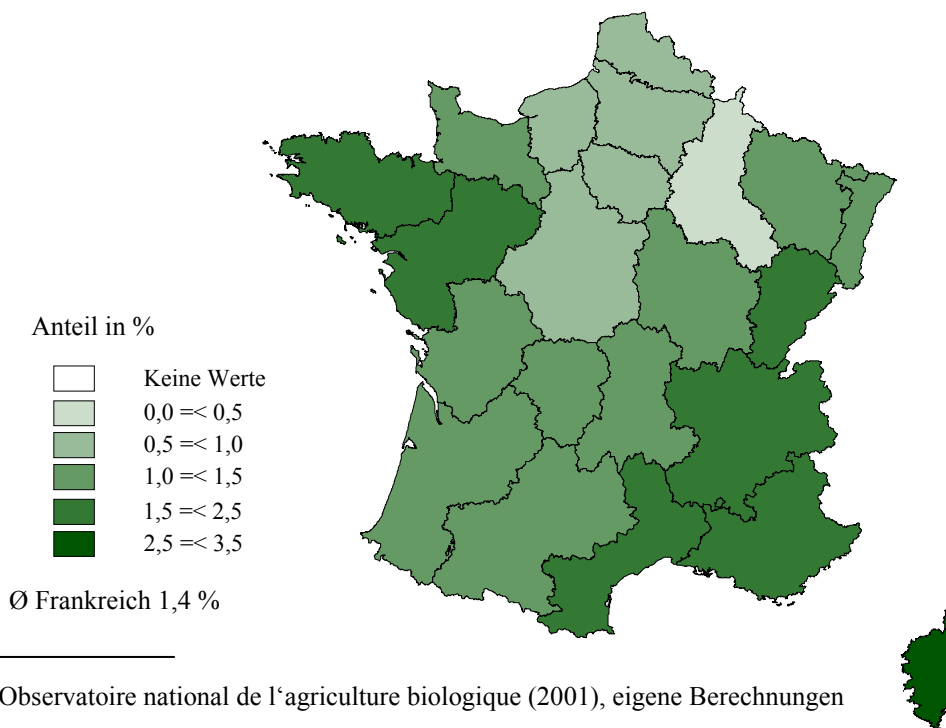 Anteil in %
Keine Werte
0,0 =< 0,5
0,5 =< 1,0
1,0 =< 1,5
1,5 =< 2,5
2,5 =< 3,5
Ø Frankreich 1,4 %
Observatoire national de l‘agriculture biologique (2001), eigene Berechnungen